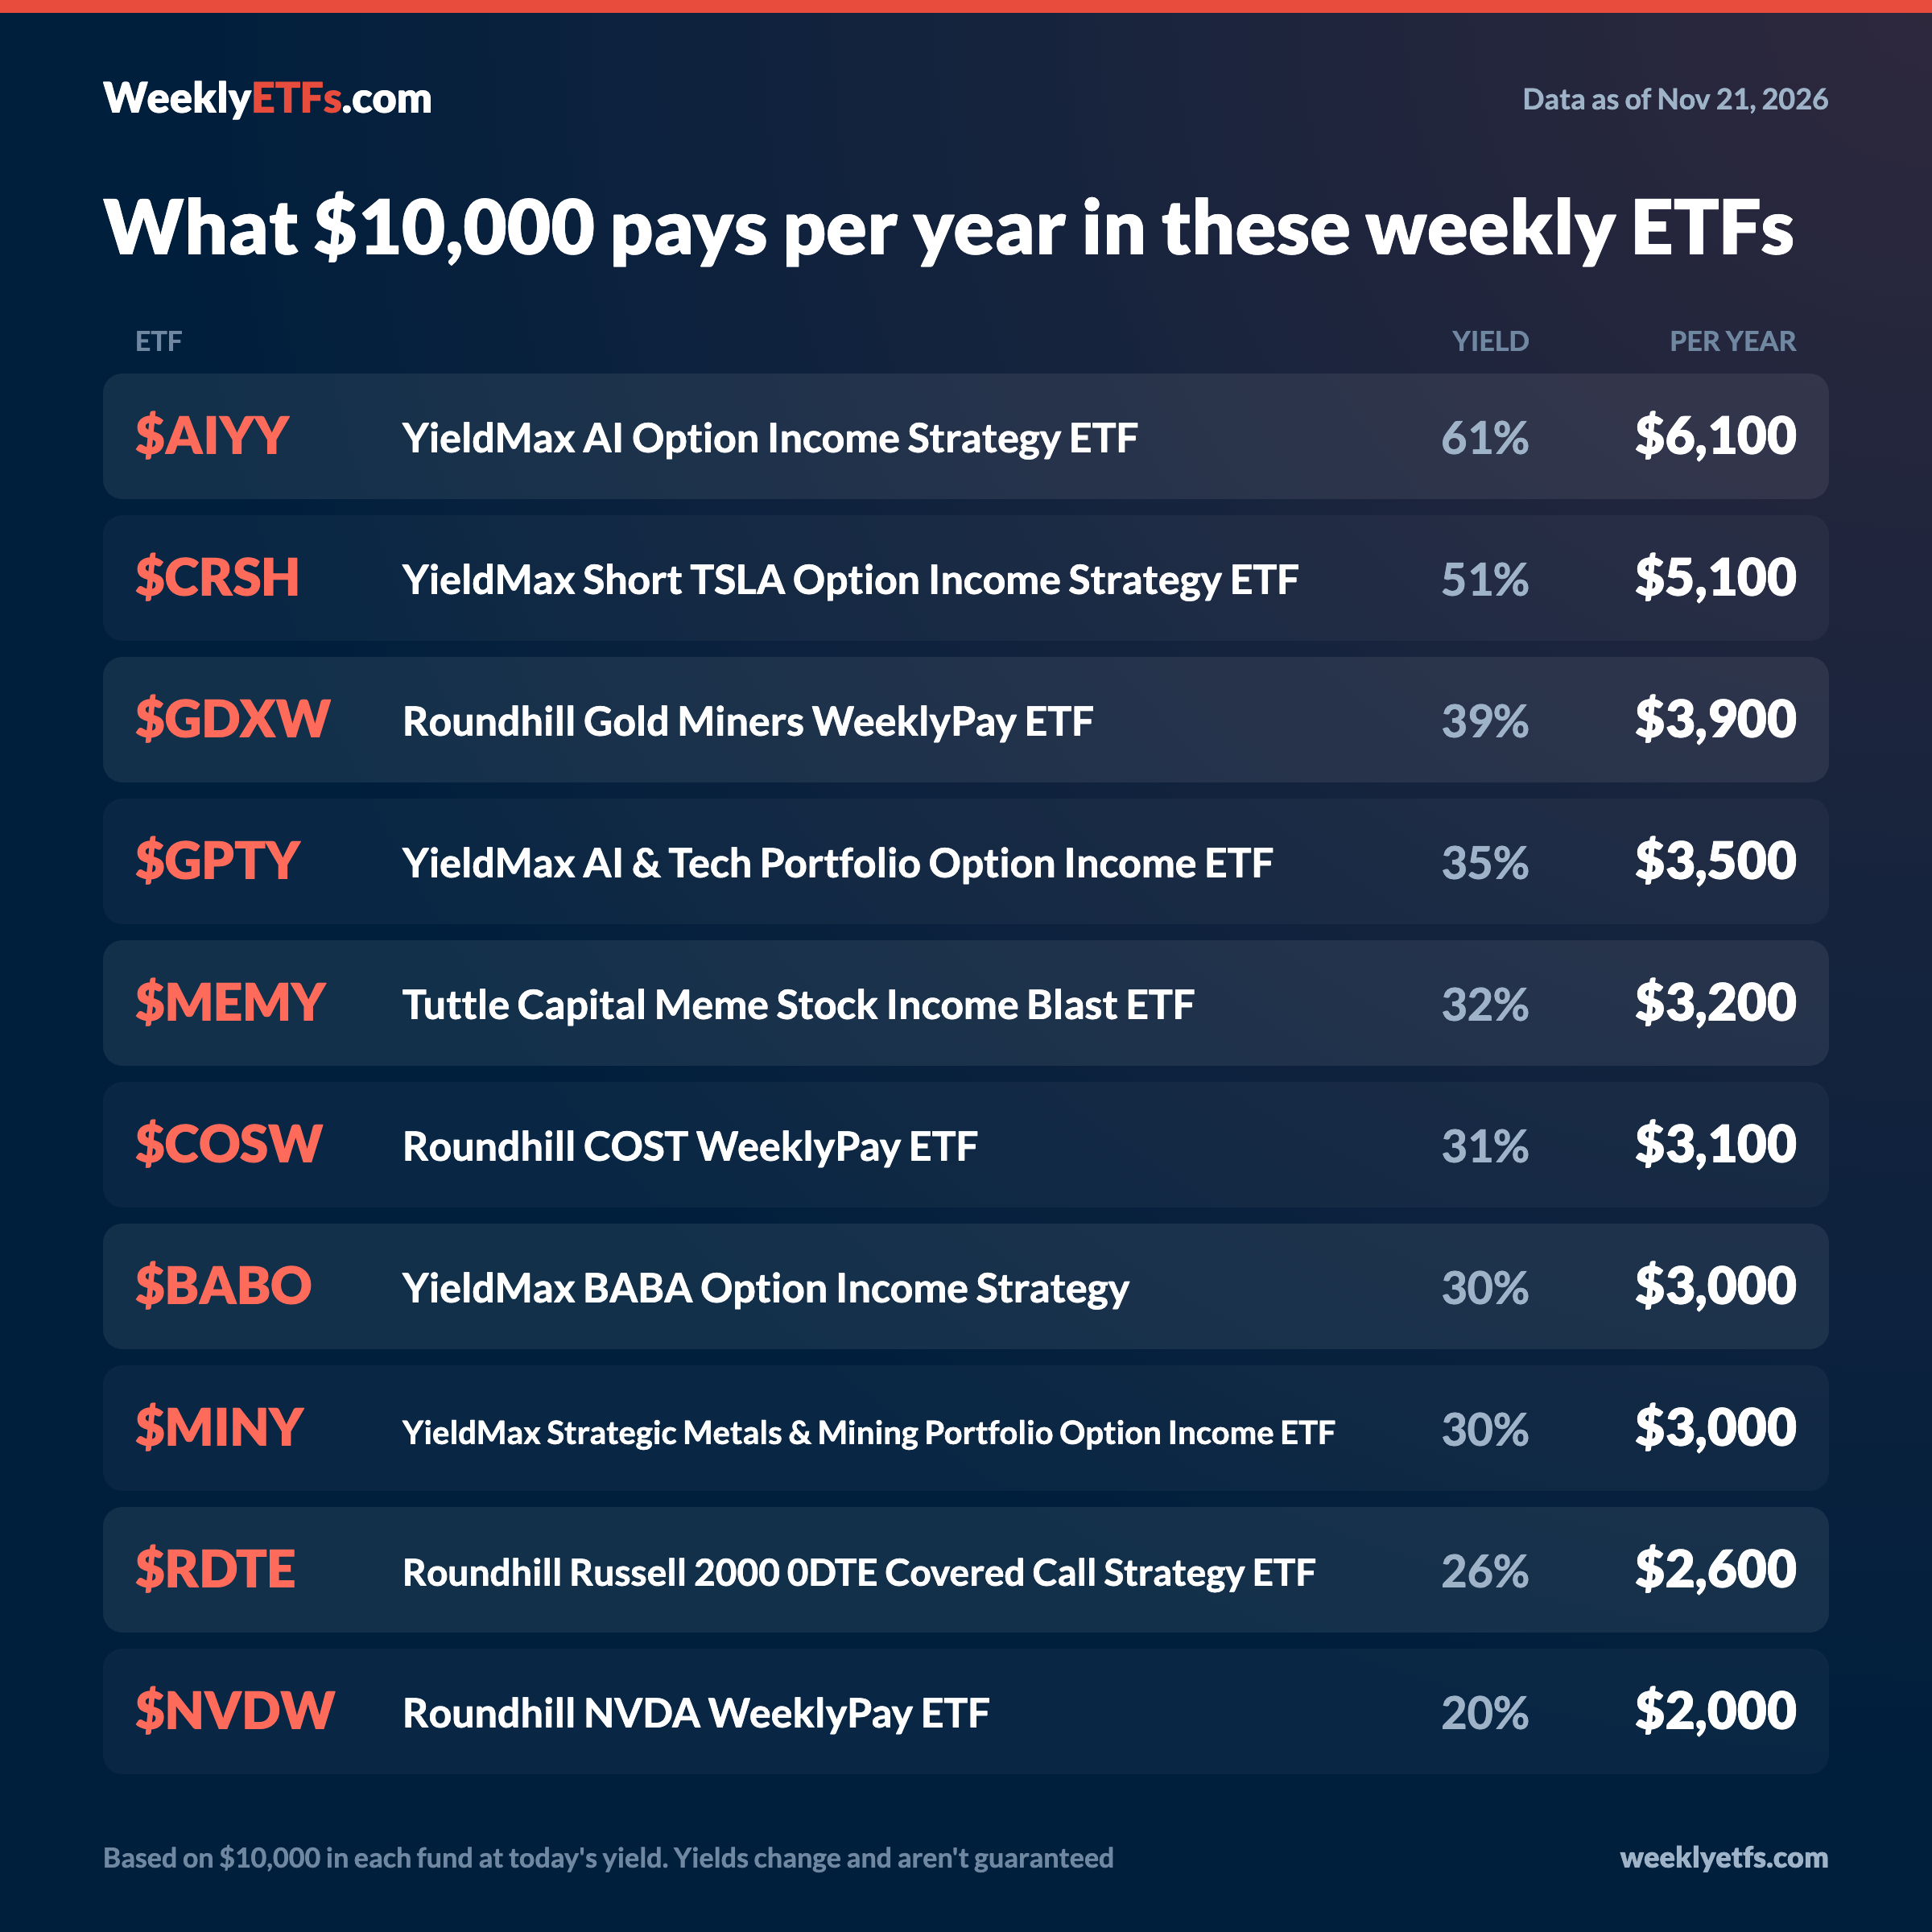 WeeklyETFs.com
Data as of Nov 21, 2026
What $10,000 pays per year in these weekly ETFs
ETF YIELD PER YEAR
$AIYY YieldMax AI Option Income Strategy ETF 61% $6,100
$CRSH YieldMax Short TSLA Option Income Strategy ETF 51% $5,100
$GDXW Roundhill Gold Miners WeeklyPay ETF 39% $3,900
$GPTY YieldMax AI & Tech Portfolio Option Income ETF 35% $3,500
$MEMY Tuttle Capital Meme Stock Income Blast ETF 32% $3,200
$COSW Roundhill COST WeeklyPay ETF 31% $3,100
$BABO YieldMax BABA Option Income Strategy 30% $3,000
$MINY YieldMax Strategic Metals & Mining Portfolio Option Income ETF 30% $3,000
$RDTE Roundhill Russell 2000 0DTE Covered Call Strategy ETF 26% $2,600
$NVDW Roundhill NVDA WeeklyPay ETF 20% $2,000
Based on $10,000 in each fund at today's yield. Yields change and aren't guaranteed
weeklyetfs.com